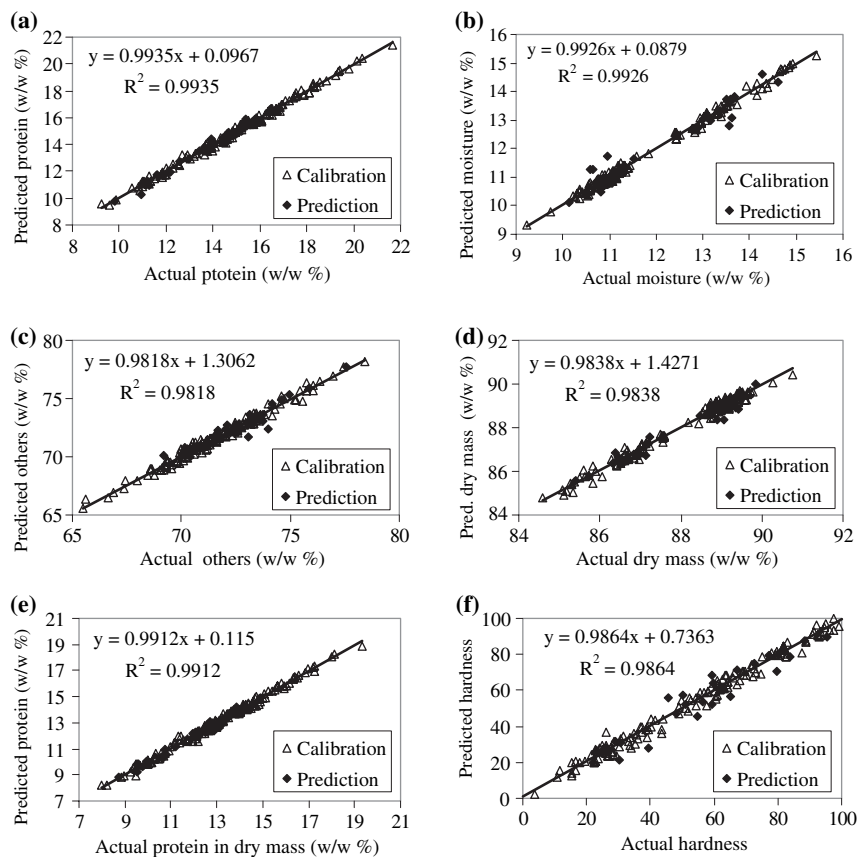 (a)
22
20
18
16
14
12
10
8
Predicted protein (w/w %)
y = 0.9935x + 0.0967
R² = 0.9935
Calibration
Prediction
8 10 12 14 16 18 20 22
Actual ptotein (w/w %)
(b)
16
15
14
13
12
11
10
9
Predicted moisture (w/w %)
y = 0.9926x + 0.0879
R² = 0.9926
Calibration
Prediction
9 10 11 12 13 14 15 16
Actual moisture (w/w %)
(c)
80
75
70
65
Predicted others (w/w %)
y = 0.9818x + 1.3062
R² = 0.9818
Calibration
Prediction
65 70 75 80
Actual others (w/w %)
(d)
92
90
88
86
84
Pred. dry mass (w/w %)
y = 0.9838x + 1.4271
R² = 0.9838
Calibration
Prediction
84 86 88 90 92
Actual dry mass (w/w %)
(e)
21
19
17
15
13
11
9
7
Predicted protein (w/w %)
y = 0.9912x + 0.115
R² = 0.9912
Calibration
Prediction
7 9 11 13 15 17 19 21
Actual protein in dry mass (w/w %)
(f)
100
80
60
40
20
0
Predicted hardness
y = 0.9864x + 0.7363
R² = 0.9864
Calibration
Prediction
0 20 40 60 80 100
Actual hardness